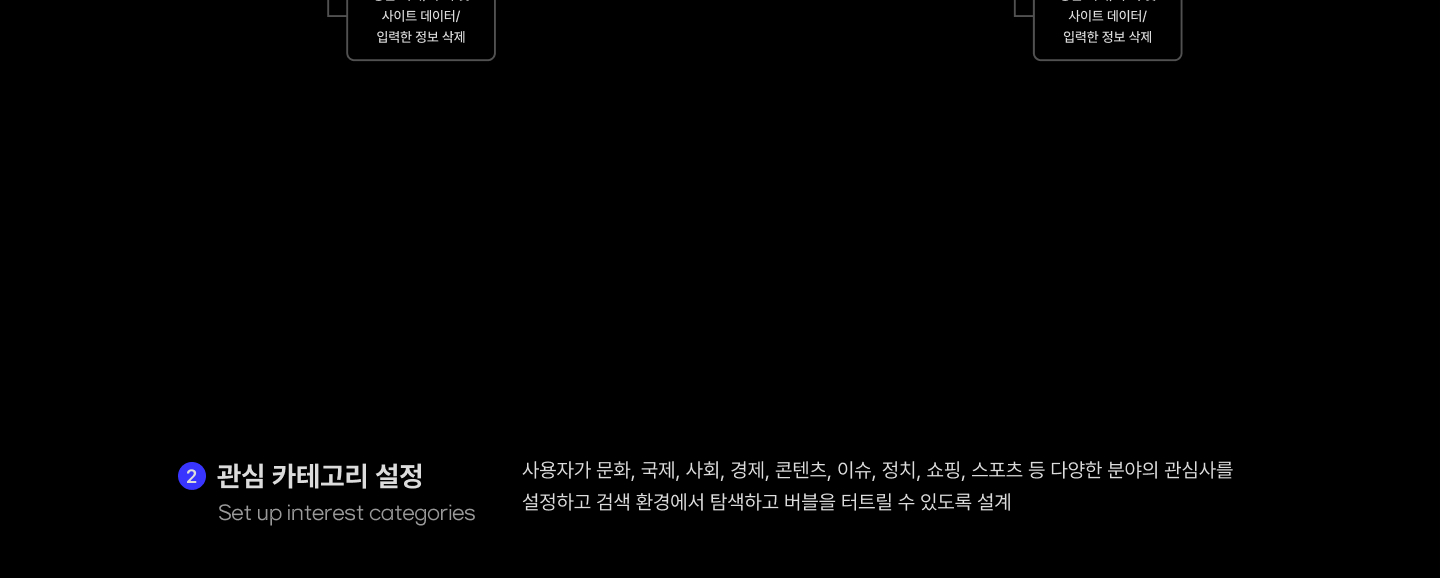 사이트 데이터/
입력한 정보 삭제
사이트 데이터/
입력한 정보 삭제
2 관심 카테고리 설정
Set up interest categories
사용자가 문화, 국제, 사회, 경제, 콘텐츠, 이슈, 정치, 쇼핑, 스포츠 등 다양한 분야의 관심사를
설정하고 검색 환경에서 탐색하고 버블을 터트릴 수 있도록 설계